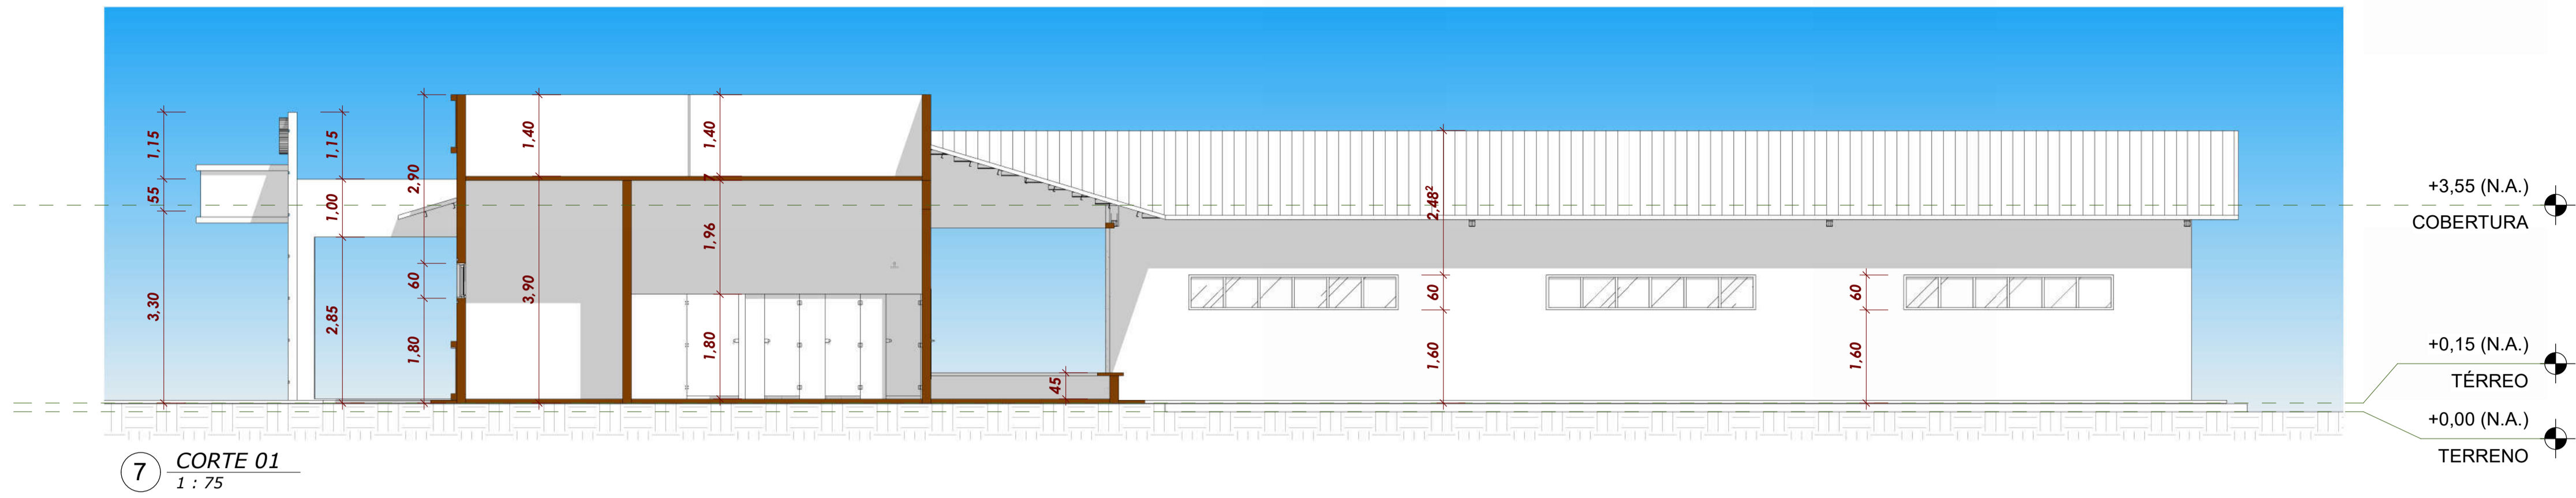 1,15
55
3,30
1,15
1,00
2,85
2,90
60
1,80
1,40
3,90
1,40
7
1,96
1,80
45
2,48²
60
1,60
60
1,60
+3,55 (N.A.)
COBERTURA
+0,15 (N.A.)
TÉRREO
+0,00 (N.A.)
TERRENO
7 CORTE 01
1 : 75